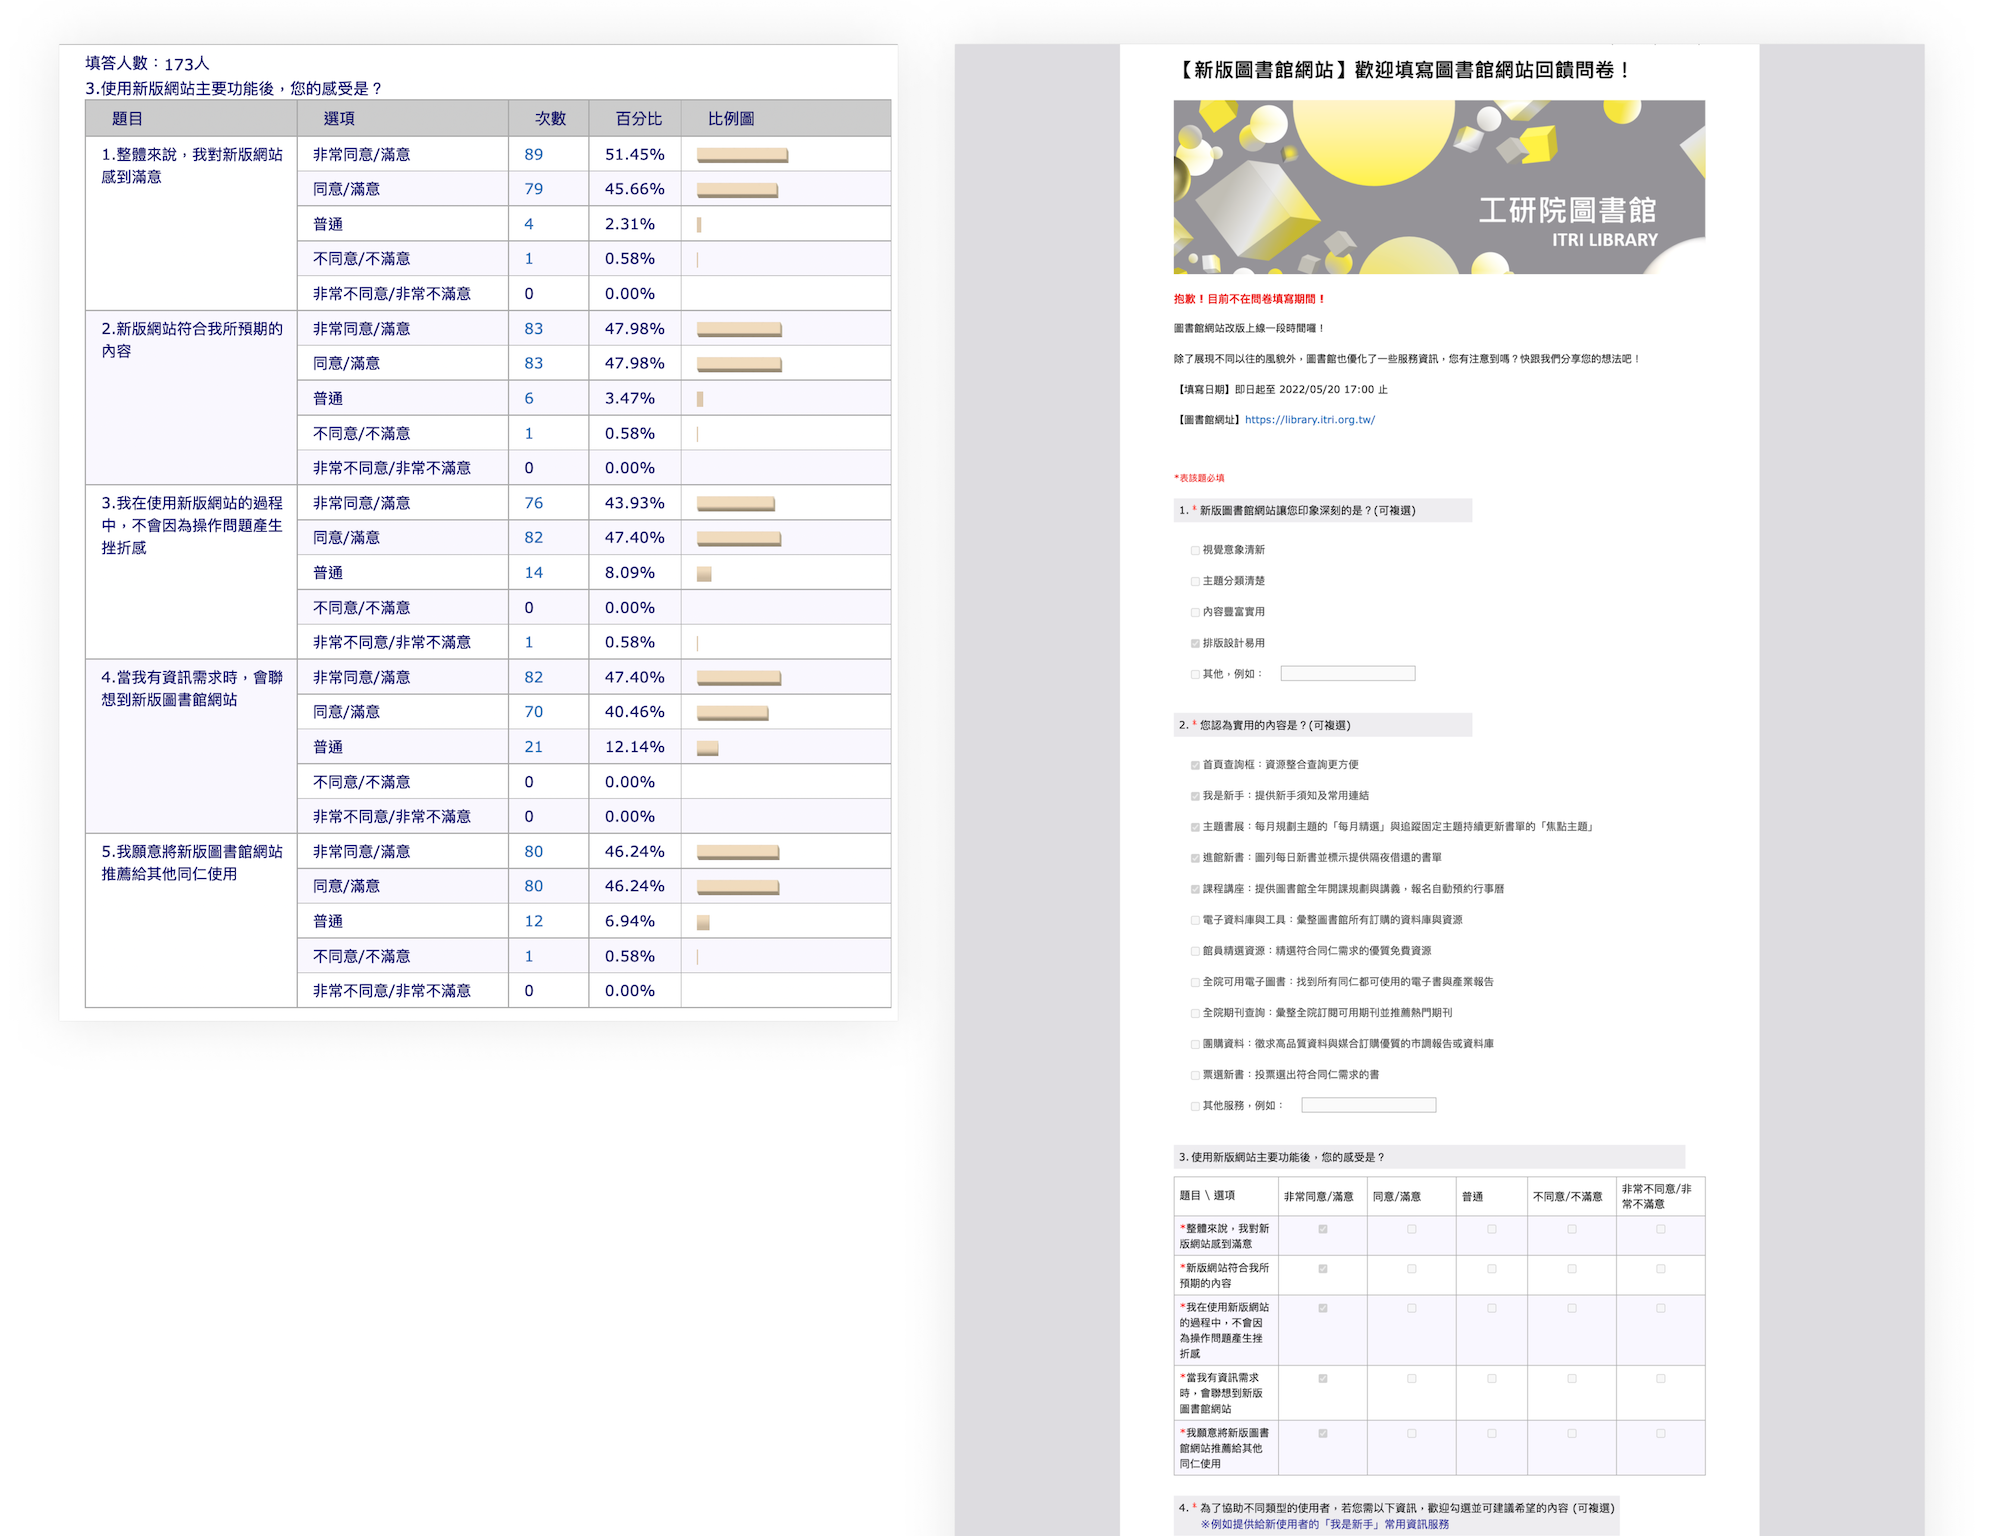 填答人數：173人
3.使用新版網站主要功能後，您的感受是？
題目 選項 次數 百分比 比例圖
1.整體來說，我對新版網站
感到滿意
非常同意/滿意 89 51.45%
同意/滿意 79 45.66%
普通 4 2.31%
不同意/不滿意 1 0.58%
非常不同意/非常不滿意 0 0.00%
2.新版網站符合我所預期的
內容
非常同意/滿意 83 47.98%
同意/滿意 83 47.98%
普通 6 3.47%
不同意/不滿意 1 0.58%
非常不同意/非常不滿意 0 0.00%
3.我在使用新版網站的過程
中，不會因為操作問題產生
挫折感
非常同意/滿意 76 43.93%
同意/滿意 82 47.40%
普通 14 8.09%
不同意/不滿意 0 0.00%
非常不同意/非常不滿意 1 0.58%
4.當我有資訊需求時，會聯
想到新版圖書館網站
非常同意/滿意 82 47.40%
同意/滿意 70 40.46%
普通 21 12.14%
不同意/不滿意 0 0.00%
非常不同意/非常不滿意 0 0.00%
5.我願意將新版圖書館網站
推薦給其他同仁使用
非常同意/滿意 80 46.24%
同意/滿意 80 46.24%
普通 12 6.94%
不同意/不滿意 1 0.58%
非常不同意/非常不滿意 0 0.00%
【新版圖書館網站】歡迎填寫圖書館網站回饋問卷！
工研院圖書館
ITRI LIBRARY
抱歉！目前不在問卷填寫期間！
圖書館網站改版上線一段時間囉！
除了展現不同以往的風貌外，圖書館也優化了一些服務資訊，您有注意到嗎？快跟我們分享您的想法吧！
【填寫日期】即日起至 2022/05/20 17:00 止
【圖書館網址】https://library.itri.org.tw/
*表該題必填
1. * 新版圖書館網站讓您印象深刻的是？(可複選)
視覺意象清新
主題分類清楚
內容豐富實用
排版設計易用
其他，例如：
2. * 您認為實用的內容是？(可複選)
首頁查詢框：資源整合查詢更方便
我是新手：提供新手須知及常用連結
主題書展：每月規劃主題的「每月精選」與追蹤固定主題持續更新書單的「焦點主題」
進館新書：圖列每日新書並標示提供隔夜借還的書單
課程講座：提供圖書館全年開課規劃與講義，報名自動預約行事曆
電子資料庫與工具：彙整圖書館所有訂購的資料庫與資源
館員精選資源：精選符合同仁需求的優質免費資源
全院可用電子圖書：找到所有同仁都可使用的電子書與產業報告
全院期刊查詢：彙整全院訂閱可用期刊並推薦熱門期刊
團購資料：徵求高品質資料與媒合訂購優質的市調報告或資料庫
票選新書：投票選出符合同仁需求的書
其他服務，例如：
3. 使用新版網站主要功能後，您的感受是？
題目 \ 選項 非常同意/滿意 同意/滿意 普通 不同意/不滿意 非常不同意/非
常不滿意
*整體來說，我對新
版網站感到滿意
*新版網站符合我所
預期的內容
*我在使用新版網站
的過程中，不會因
為操作問題產生挫
折感
*當我有資訊需求
時，會聯想到新版
圖書館網站
*我願意將新版圖書
館網站推薦給其他
同仁使用
4. * 為了協助不同類型的使用者，若您需以下資訊，歡迎勾選並可建議希望的內容 (可複選)
※例如提供給新使用者的「我是新手」常用資訊服務